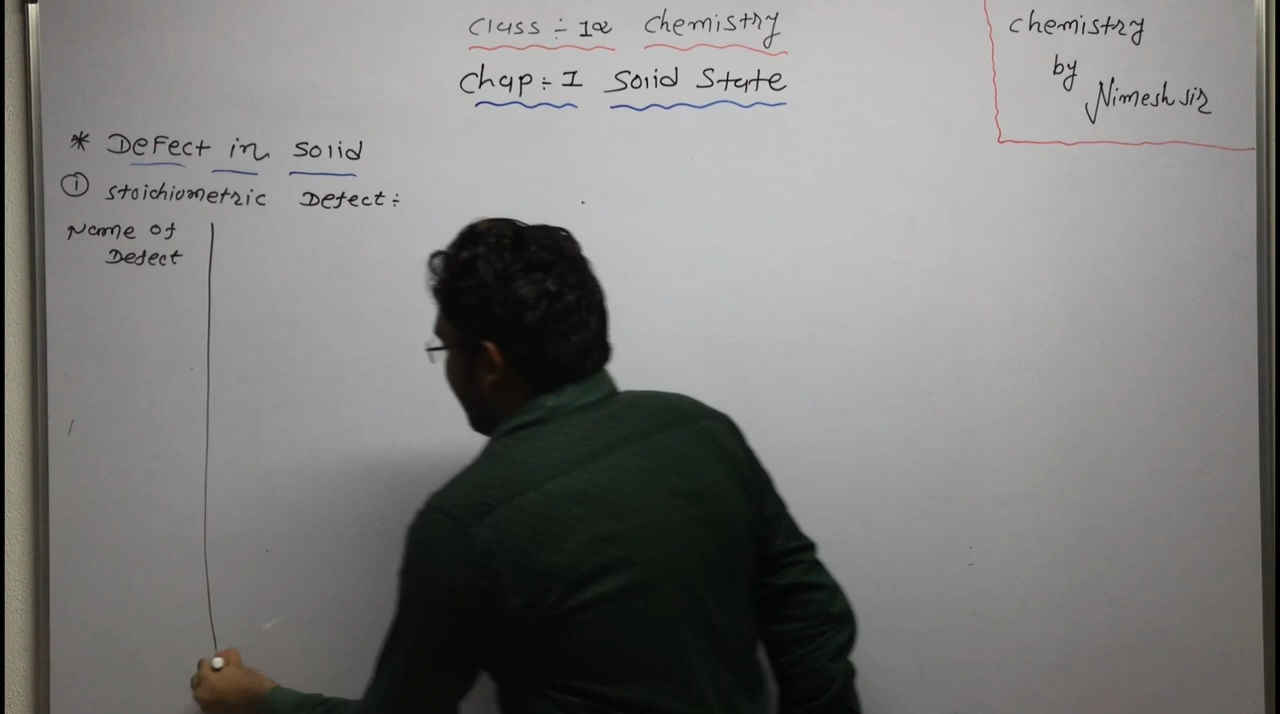 Class ÷ 12 Chemistry
Chap ÷ 1 Solid State
Chemistry
by
Nimesh sir
* Defect in Solid
① Stoichiometric Defect ÷
Name of
Defect